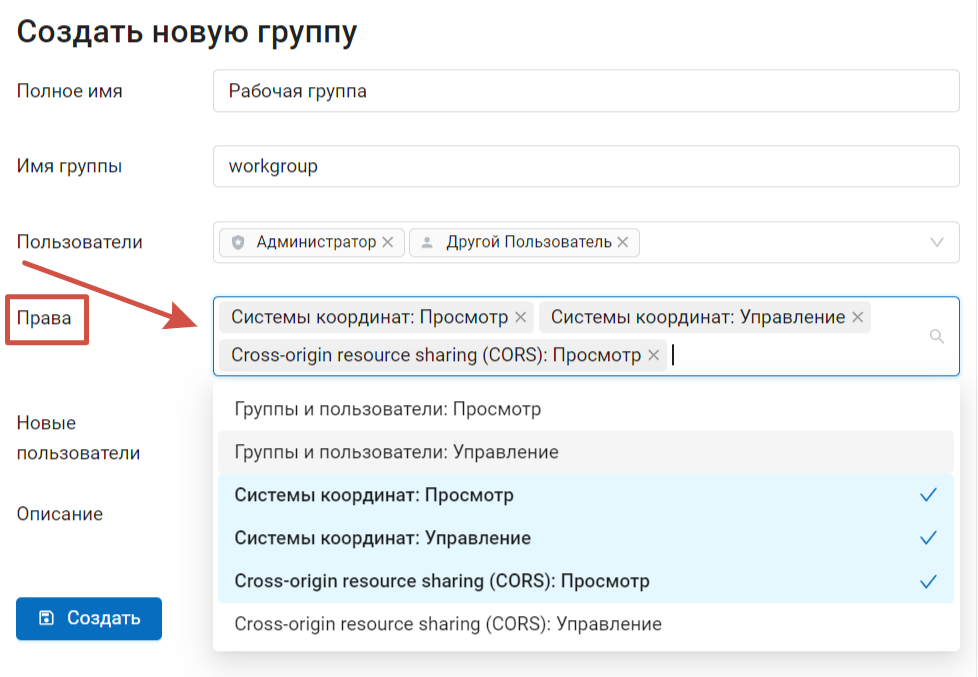 Создать новую группу
Полное имя
Рабочая группа
Имя группы
workgroup
Пользователи
Администратор
Другой Пользователь
Права
Системы координат: Просмотр
Системы координат: Управление
Cross-origin resource sharing (CORS): Просмотр
Группы и пользователи: Просмотр
Группы и пользователи: Управление
Системы координат: Просмотр
Системы координат: Управление
Cross-origin resource sharing (CORS): Просмотр
Cross-origin resource sharing (CORS): Управление
Новые
пользователи
Описание
Создать